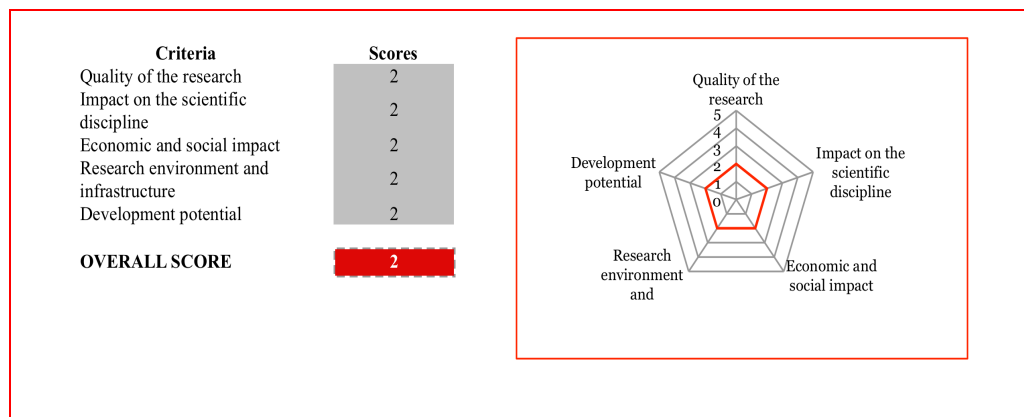 Criteria Scores
Quality of the research 2
Impact on the scientific
discipline 2
Economic and social impact 2
Research environment and
infrastructure 2
Development potential 2
OVERALL SCORE 2
Quality of the
research
5
4
3
2
1
0
Impact on the
scientific
discipline
Economic and
social impact
Research
environment
and
Development
potential